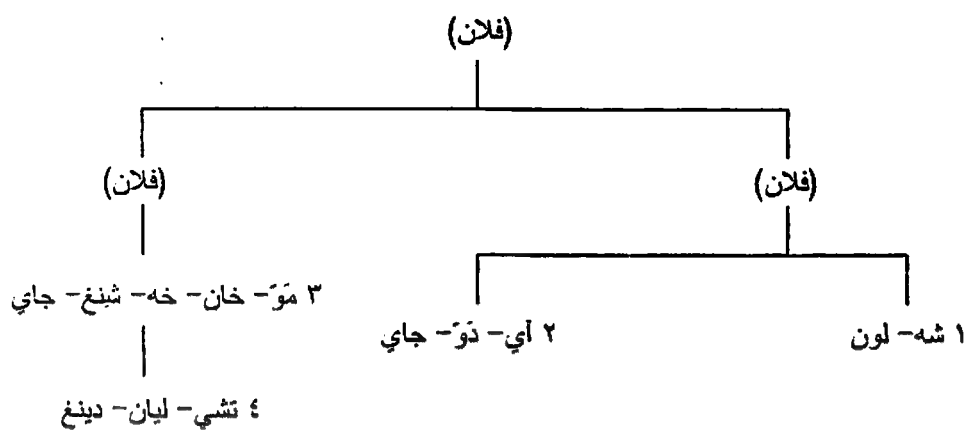 (فلان)
(فلان)
(فلان)
١ شه- لون
٢ آي- دَوّ- جاي
٣ مَوّ- خان- خه- شِنغ- جاي
٤ تشي- ليان- دينغ